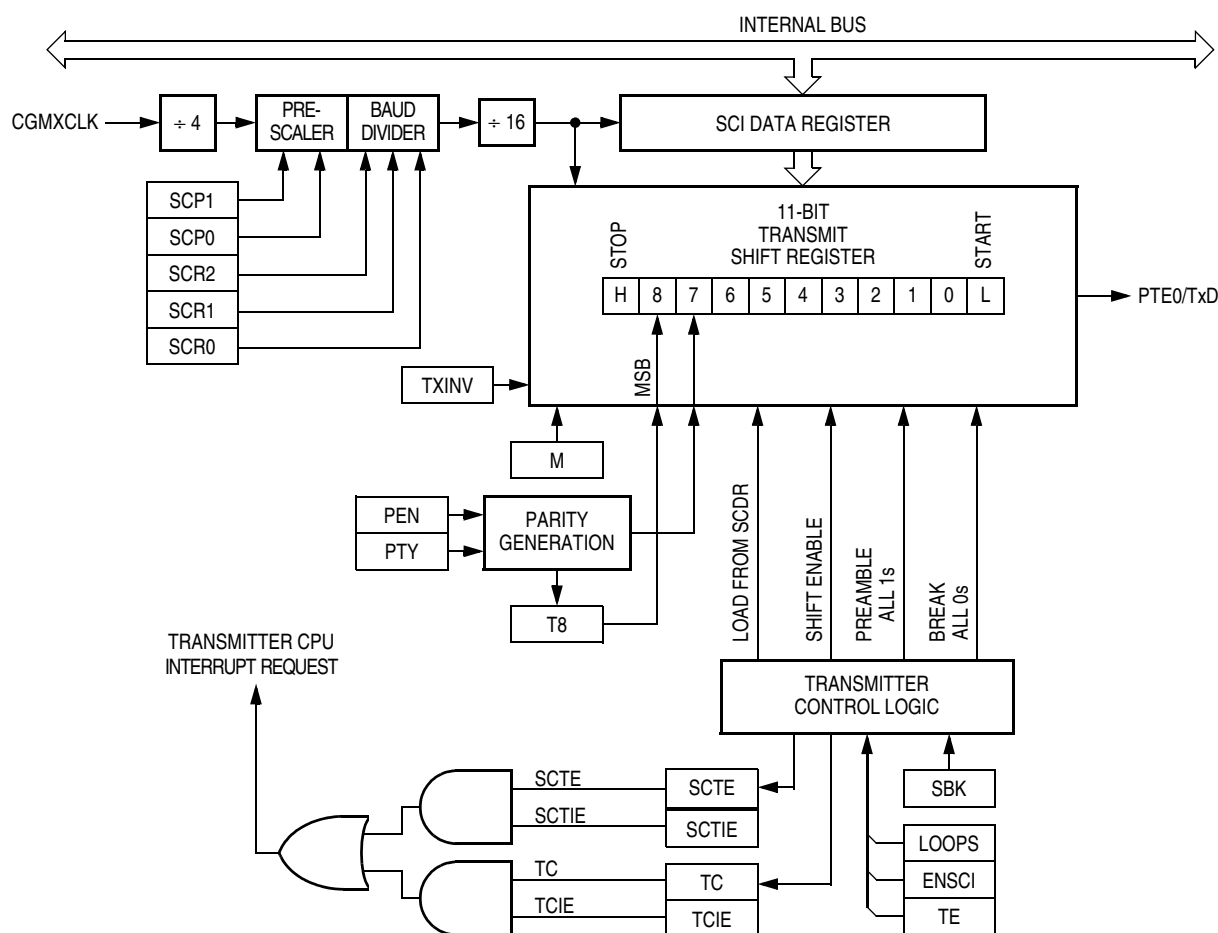 INTERNAL BUS
CGMXCLK
÷ 4
PRE-
SCALER
BAUD
DIVIDER
÷ 16
SCI DATA REGISTER
SCP1
SCP0
SCR2
SCR1
SCR0
11-BIT
TRANSMIT
SHIFT REGISTER
STOP
START
H 8 7 6 5 4 3 2 1 0 L
PTE0/TxD
TXINV
MSB
M
PEN
PTY
PARITY
GENERATION
T8
LOAD FROM SCDR
SHIFT ENABLE
PREAMBLE
ALL 1s
BREAK
ALL 0s
TRANSMITTER CPU
INTERRUPT REQUEST
TRANSMITTER
CONTROL LOGIC
SCTE
SCTE
SCTIE
SCTIE
TC
TC
TCIE
TCIE
SBK
LOOPS
ENSCI
TE